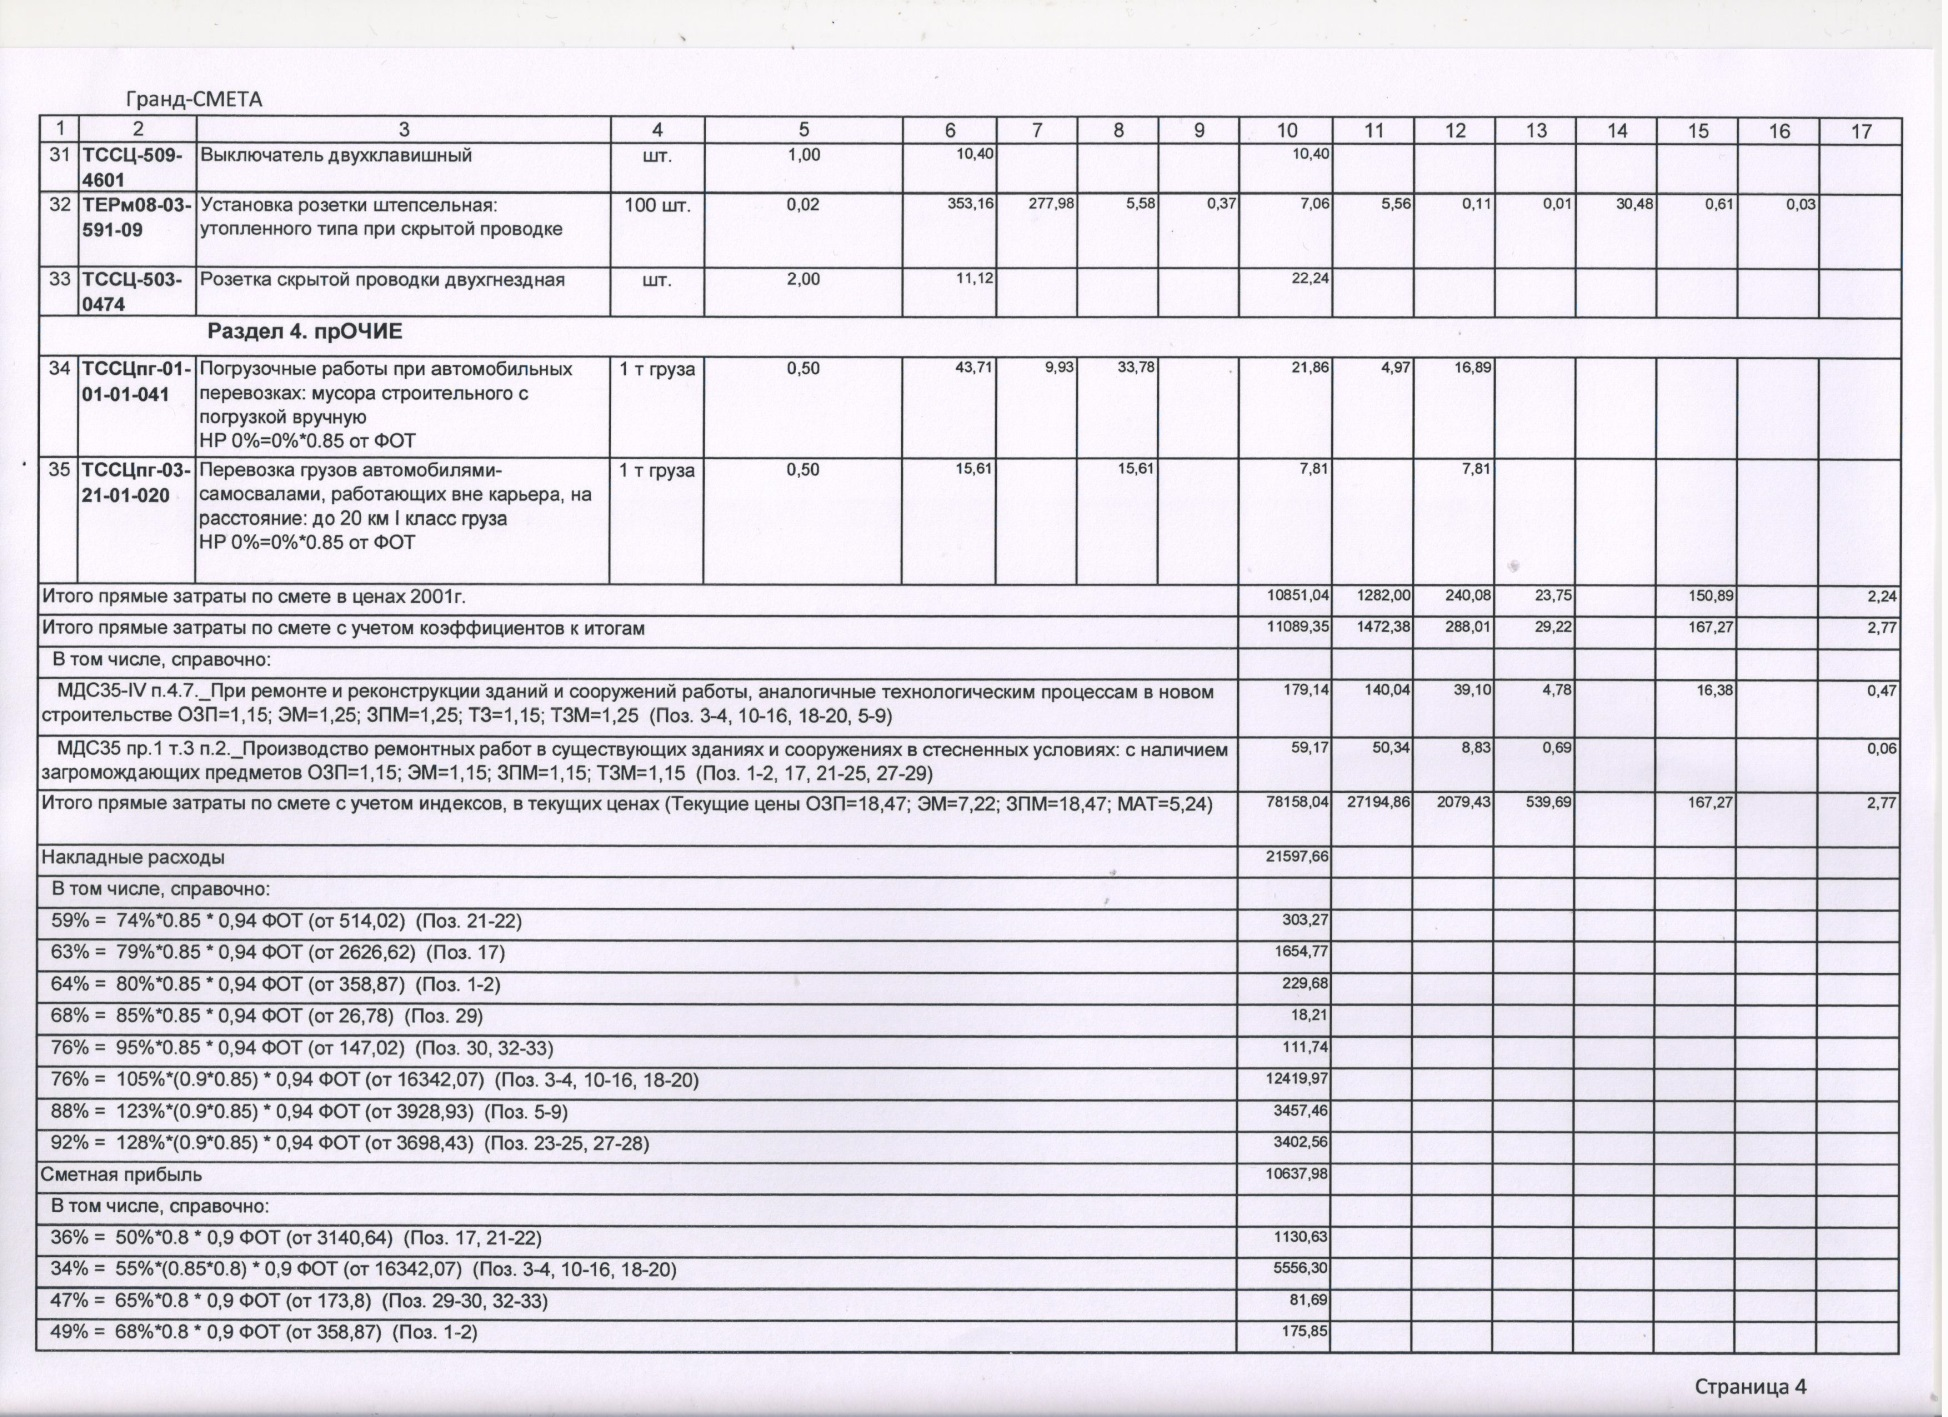 Гранд-СМЕТА
1 2 3 4 5 6 7 8 9 10 11 12 13 14 15 16 17
31 ТССЦ-509- Выключатель двухклавишный шт. 1,00 10,40 10,40
4601
32 ТЕРм08-03- Установка розетки штепсельная: 100 шт. 0,02 353,16 277,98 5,58 0,37 7,06 5,56 0,11 0,01 30,48 0,61 0,03
591-09 утопленного типа при скрытой проводке
33 ТССЦ-503- Розетка скрытой проводки двухгнездная шт. 2,00 11,12 22,24
0474
Раздел 4. прОЧИЕ
34 ТССЦпг-01- Погрузочные работы при автомобильных 1 т груза 0,50 43,71 9,93 33,78 21,86 4,97 16,89
01-01-041 перевозках: мусора строительного с
погрузкой вручную
НР 0%=0%*0.85 от ФОТ
35 ТССЦпг-03- Перевозка грузов автомобилями- 1 т груза 0,50 15,61 15,61 7,81 7,81
21-01-020 самосвалами, работающих вне карьера, на
расстояние: до 20 км I класс груза
НР 0%=0%*0.85 от ФОТ
Итого прямые затраты по смете в ценах 2001г. 10851,04 1282,00 240,08 23,75 150,89 2,24
Итого прямые затраты по смете с учетом коэффициентов к итогам 11089,35 1472,38 288,01 29,22 167,27 2,77
В том числе, справочно:
МДС35-IV п.4.7._При ремонте и реконструкции зданий и сооружений работы, аналогичные технологическим процессам в новом 179,14 140,04 39,10 4,78 16,38 0,47
строительстве ОЗП=1,15; ЭМ=1,25; ЗПМ=1,25; ТЗ=1,15; ТЗМ=1,25 (Поз. 3-4, 10-16, 18-20, 5-9)
МДС35 пр.1 т.3 п.2._Производство ремонтных работ в существующих зданиях и сооружениях в стесненных условиях: с наличием 59,17 50,34 8,83 0,69 0,06
загромождающих предметов ОЗП=1,15; ЭМ=1,15; ЗПМ=1,15; ТЗМ=1,15 (Поз. 1-2, 17, 21-25, 27-29)
Итого прямые затраты по смете с учетом индексов, в текущих ценах (Текущие цены ОЗП=18,47; ЭМ=7,22; ЗПМ=18,47; МАТ=5,24) 78158,04 27194,86 2079,43 539,69 167,27 2,77
Накладные расходы 21597,66
В том числе, справочно:
59% = 74%*0.85 * 0,94 ФОТ (от 514,02) (Поз. 21-22) 303,27
63% = 79%*0.85 * 0,94 ФОТ (от 2626,62) (Поз. 17) 1654,77
64% = 80%*0.85 * 0,94 ФОТ (от 358,87) (Поз. 1-2) 229,68
68% = 85%*0.85 * 0,94 ФОТ (от 26,78) (Поз. 29) 18,21
76% = 95%*0.85 * 0,94 ФОТ (от 147,02) (Поз. 30, 32-33) 111,74
76% = 105%*(0.9*0.85) * 0,94 ФОТ (от 16342,07) (Поз. 3-4, 10-16, 18-20) 12419,97
88% = 123%*(0.9*0.85) * 0,94 ФОТ (от 3928,93) (Поз. 5-9) 3457,46
92% = 128%*(0.9*0.85) * 0,94 ФОТ (от 3698,43) (Поз. 23-25, 27-28) 3402,56
Сметная прибыль 10637,98
В том числе, справочно:
36% = 50%*0.8 * 0,9 ФОТ (от 3140,64) (Поз. 17, 21-22) 1130,63
34% = 55%*(0.85*0.8) * 0,9 ФОТ (от 16342,07) (Поз. 3-4, 10-16, 18-20) 5556,30
47% = 65%*0.8 * 0,9 ФОТ (от 173,8) (Поз. 29-30, 32-33) 81,69
49% = 68%*0.8 * 0,9 ФОТ (от 358,87) (Поз. 1-2) 175,85
Страница 4